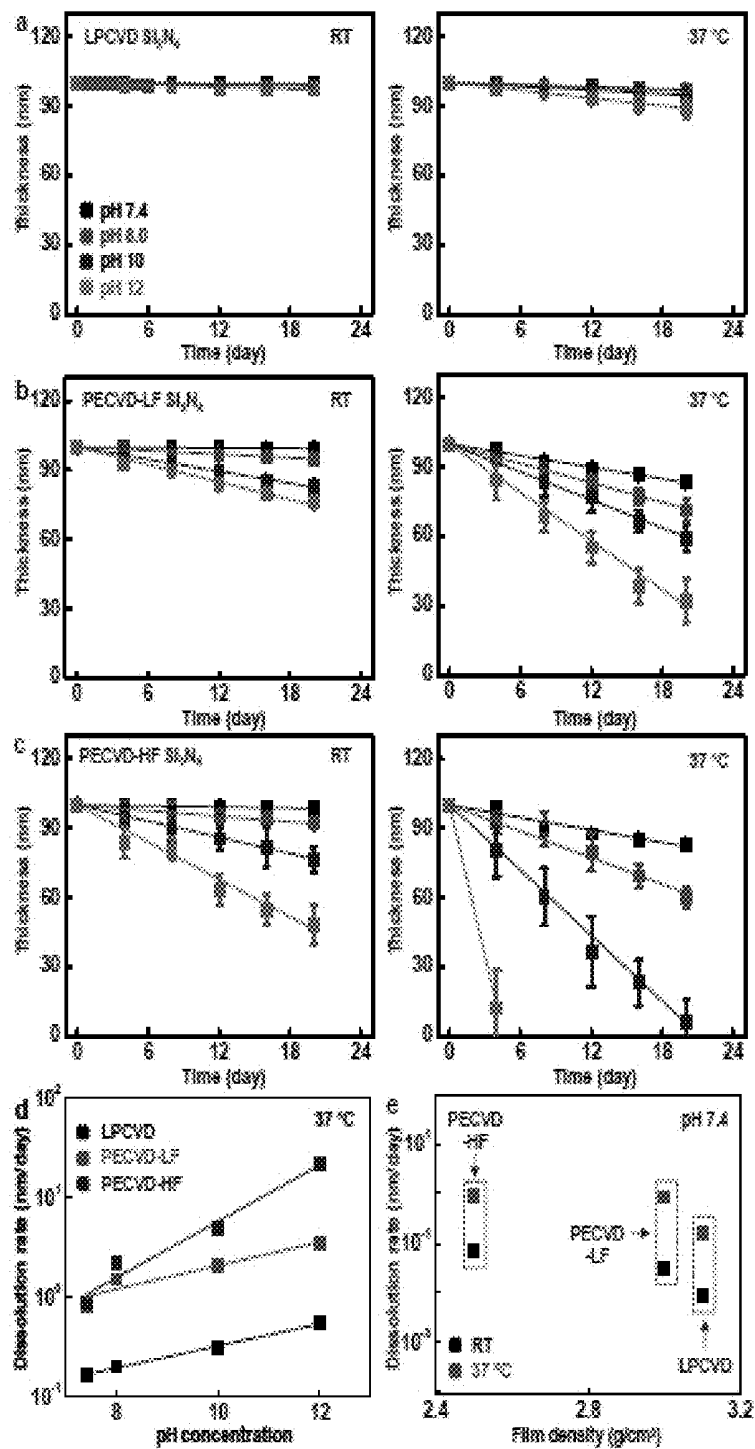 a
LPCVD Si₃N₄ RT
120
90
60
30
0
Thickness (nm)
pH 7.4
pH 8.0
pH 10
pH 12
0 6 12 18 24
Time (day)
37 °C
120
90
60
30
0
Thickness (nm)
0 6 12 18 24
Time (day)
b
PECVD-LF Si₃N₄ RT
120
90
60
30
0
Thickness (nm)
0 6 12 18 24
Time (day)
37 °C
120
90
60
30
0
Thickness (nm)
0 6 12 18 24
Time (day)
c
PECVD-HF Si₃N₄ RT
120
90
60
30
0
Thickness (nm)
0 6 12 18 24
Time (day)
37 °C
120
90
60
30
0
Thickness (nm)
0 6 12 18 24
Time (day)
d
37 °C
LPCVD
PECVD-LF
PECVD-HF
Dissolution rate (nm/day)
8 10 12
pH concentration
e
pH 7.4
PECVD
-HF
PECVD
-LF
LPCVD
RT
37 °C
Dissolution rate (nm/day)
2.4 2.8 3.2
Film density (g/cm³)